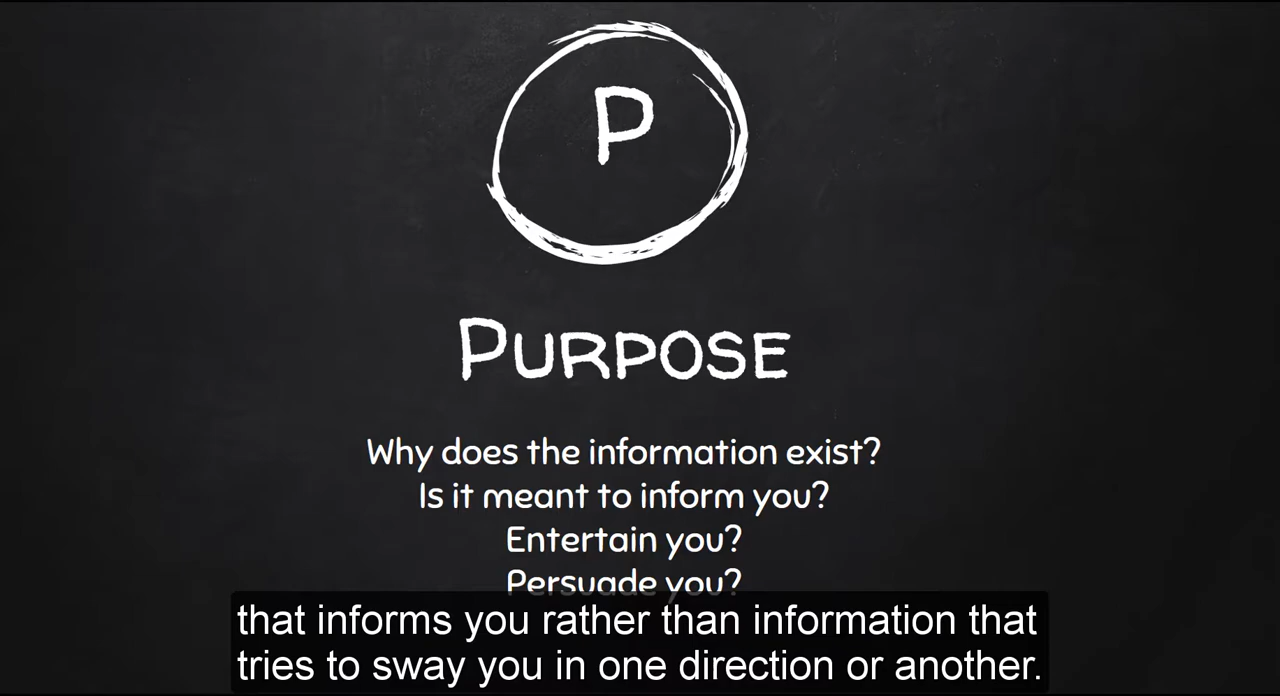 P
Purpose
Why does the information exist?
Is it meant to inform you?
Entertain you?
Persuade you?
that informs you rather than information that
tries to sway you in one direction or another.